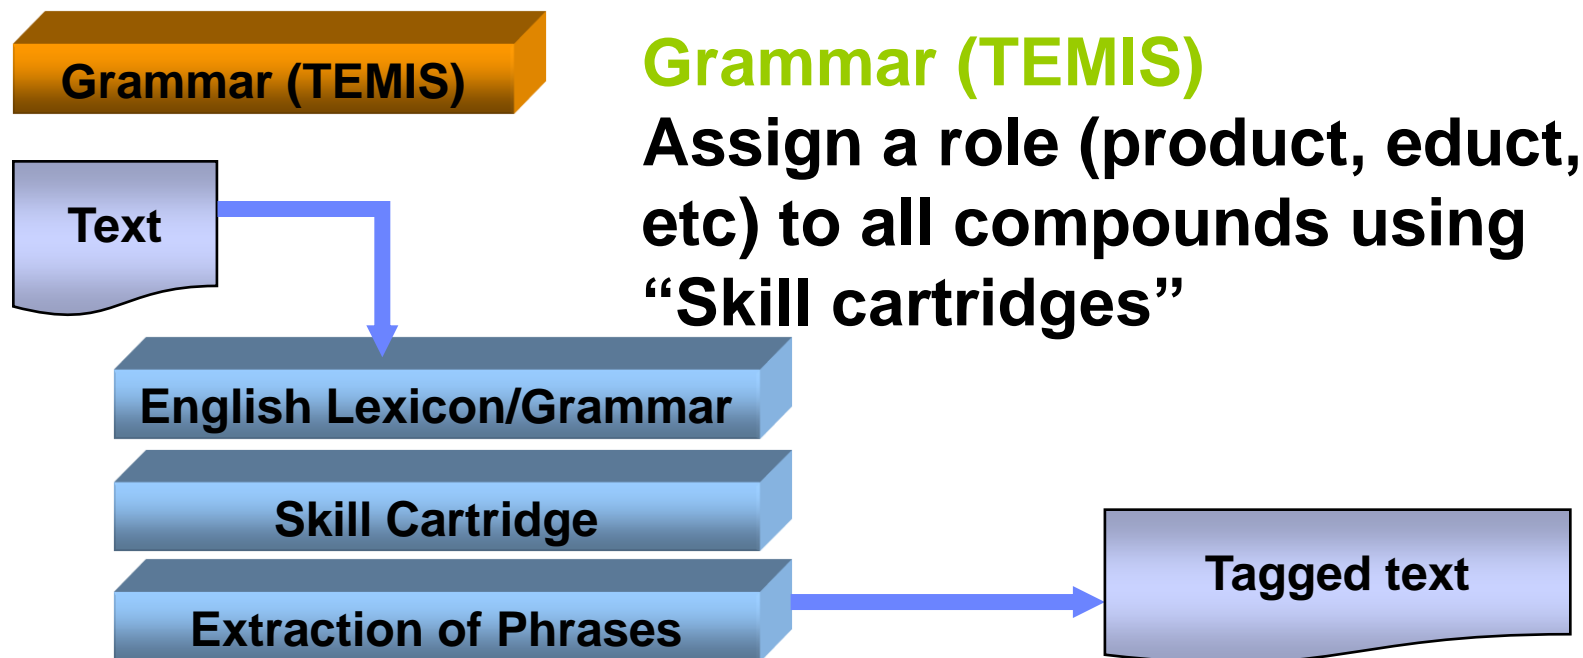 Grammar (TEMIS)
Grammar (TEMIS)
Assign a role (product, educt,
etc) to all compounds using
“Skill cartridges”
Text
English Lexicon/Grammar
Skill Cartridge
Extraction of Phrases
Tagged text